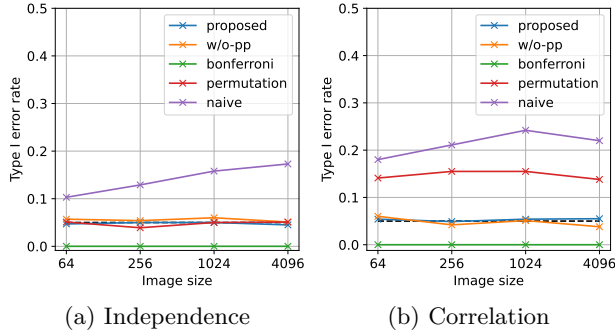 0.5
0.4
0.3
0.2
0.1
0.0
Type I error rate
proposed
w/o-pp
bonferroni
permutation
naive
64
256
1024
4096
Image size
(a) Independence
0.5
0.4
0.3
0.2
0.1
0.0
Type I error rate
proposed
w/o-pp
bonferroni
permutation
naive
64
256
1024
4096
Image size
(b) Correlation